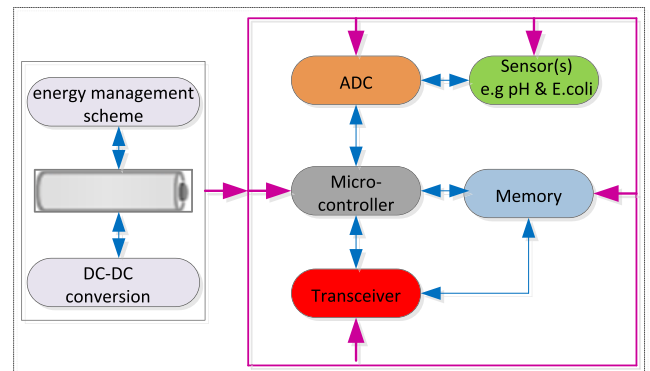 energy management
scheme
DC-DC
conversion
ADC
Sensor(s)
e.g pH & E.coli
Micro-
controller
Memory
Transceiver